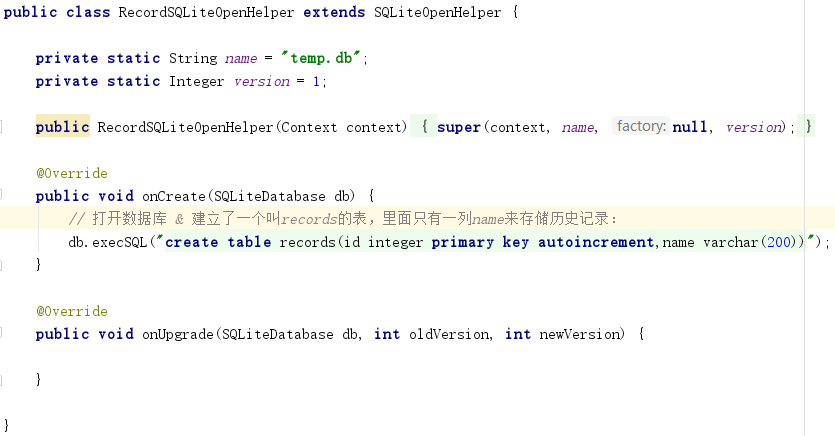 public class RecordSQLiteOpenHelper extends SQLiteOpenHelper {
private static String name = "temp.db";
private static Integer version = 1;
public RecordSQLiteOpenHelper(Context context) { super(context, name, factory: null, version); }
@Override
public void onCreate(SQLiteDatabase db) {
// 打开数据库 & 建立了一个叫records的表，里面只有一列name来存储历史记录：
db.execSQL("create table records(id integer primary key autoincrement,name varchar(200))");
}
@Override
public void onUpgrade(SQLiteDatabase db, int oldVersion, int newVersion) {
}
}